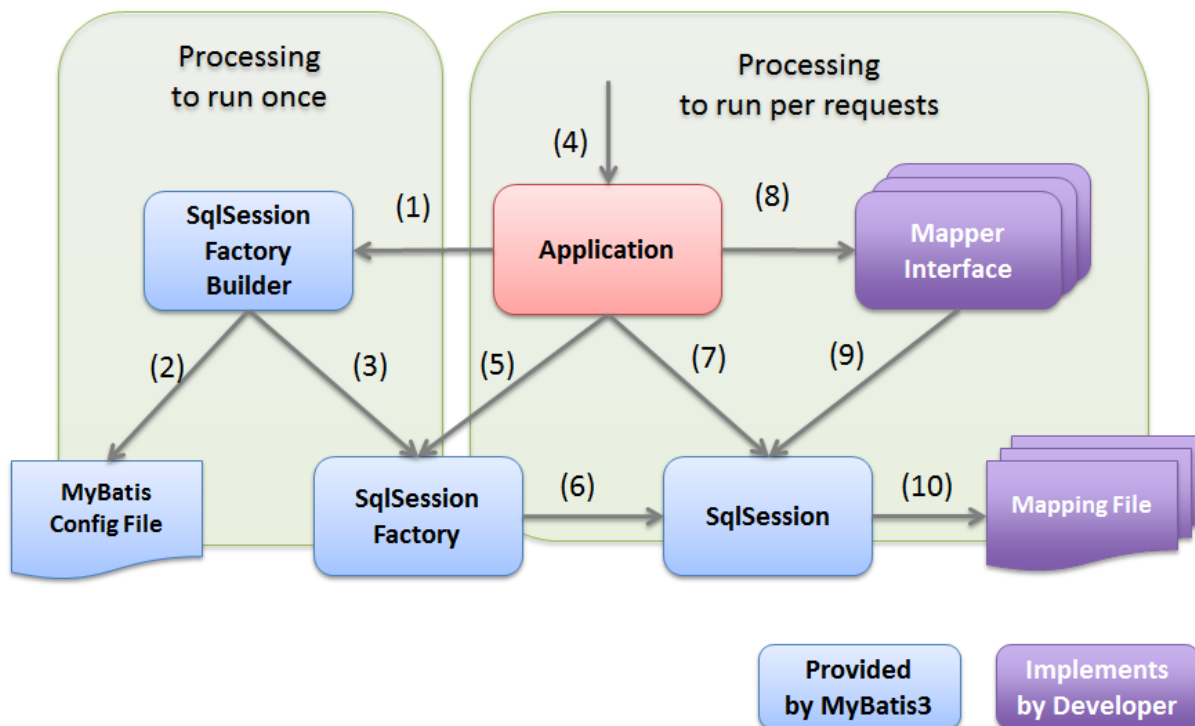 Processing
to run once
Processing
to run per requests
(4)
(1)
(8)
SqlSession
Factory
Builder
Application
Mapper
Interface
(2)
(3)
(5)
(7)
(9)
MyBatis
Config File
SqlSession
Factory
(6)
SqlSession
(10)
Mapping File
Provided
by MyBatis3
Implements
by Developer